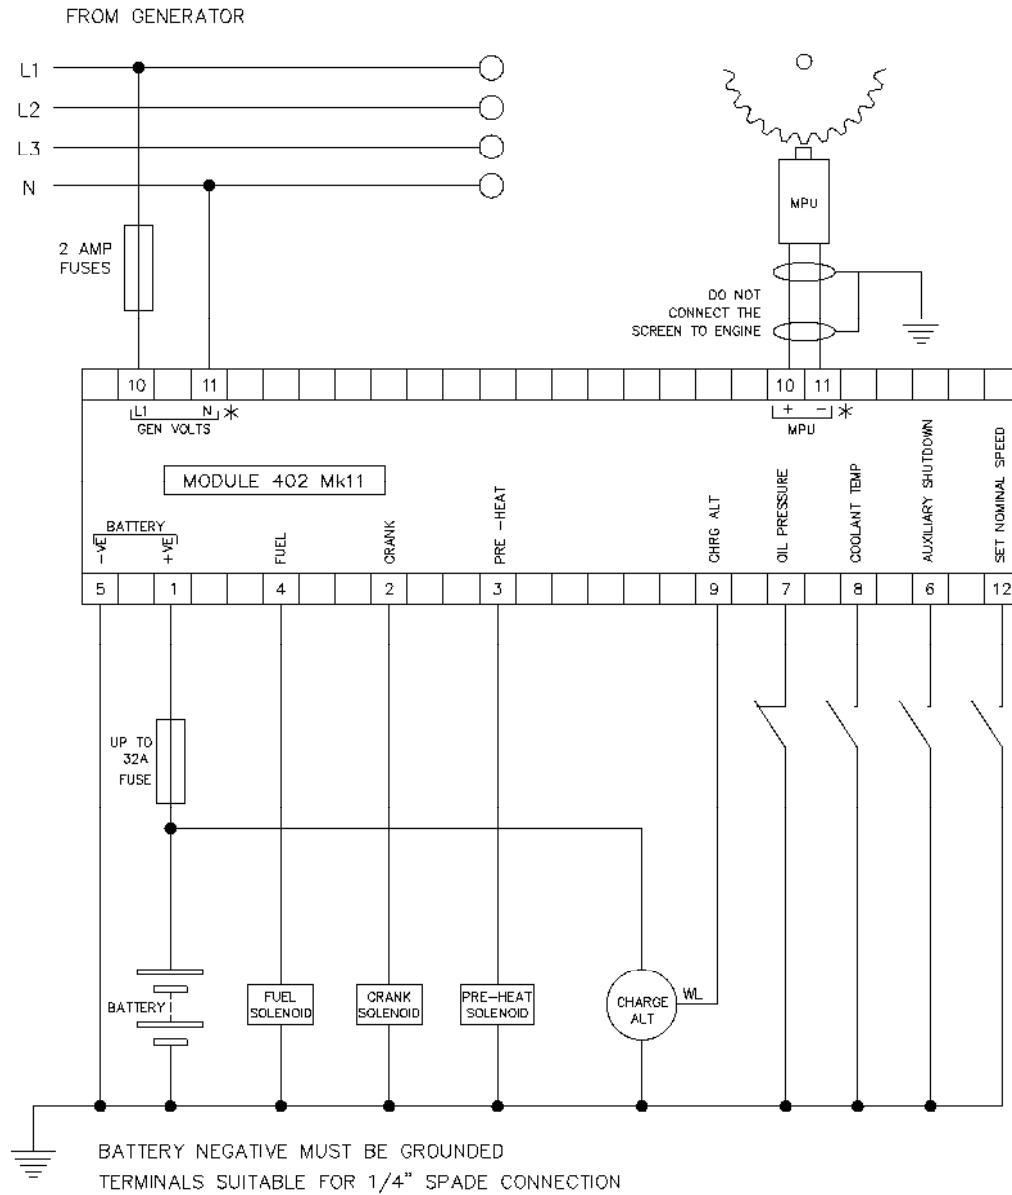 FROM GENERATOR
L1
L2
L3
N
2 AMP
FUSES
MPU
DO NOT
CONNECT THE
SCREEN TO ENGINE
10
11
10
11
L1
N
*
GEN VOLTS
+
−
*
MPU
MODULE 402 Mk11
BATTERY
-VE
+VE
FUEL
CRANK
PRE -HEAT
CHRG ALT
OIL PRESSURE
COOLANT TEMP
AUXILIARY SHUTDOWN
SET NOMINAL SPEED
5
1
4
2
3
9
7
8
6
12
UP TO
32A
FUSE
BATTERY
FUEL
SOLENOID
CRANK
SOLENOID
PRE-HEAT
SOLENOID
CHARGE
ALT
WL
BATTERY NEGATIVE MUST BE GROUNDED
TERMINALS SUITABLE FOR 1/4" SPADE CONNECTION